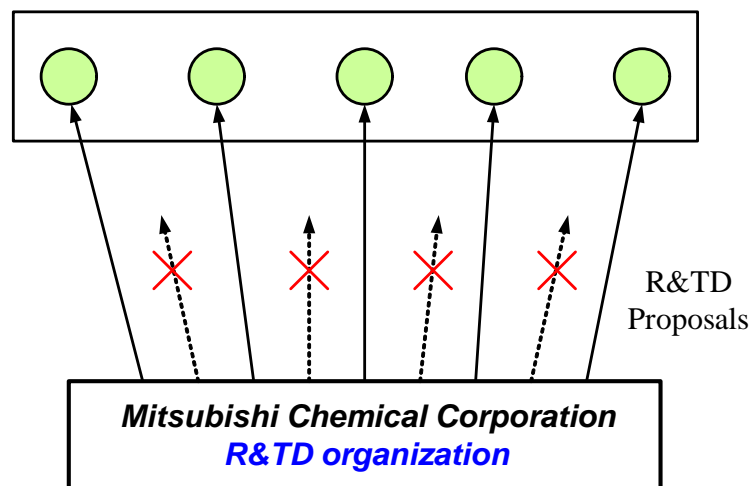 R&TD
Proposals
Mitsubishi Chemical Corporation
R&TD organization